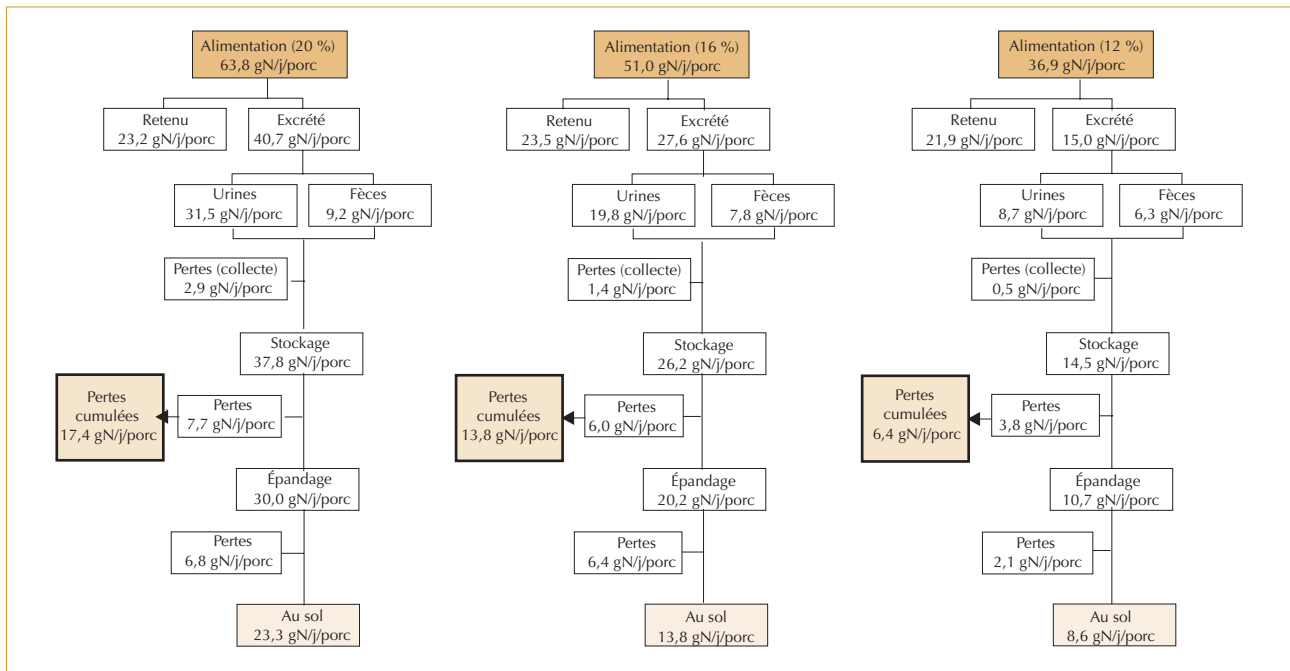 Alimentation (20 %)
63,8 gN/j/porc
Retenu
23,2 gN/j/porc
Excrété
40,7 gN/j/porc
Urines
31,5 gN/j/porc
Fèces
9,2 gN/j/porc
Pertes (collecte)
2,9 gN/j/porc
Stockage
37,8 gN/j/porc
Pertes
cumulées
17,4 gN/j/porc
Pertes
7,7 gN/j/porc
Épandage
30,0 gN/j/porc
Pertes
6,8 gN/j/porc
Au sol
23,3 gN/j/porc
Alimentation (16 %)
51,0 gN/j/porc
Retenu
23,5 gN/j/porc
Excrété
27,6 gN/j/porc
Urines
19,8 gN/j/porc
Fèces
7,8 gN/j/porc
Pertes (collecte)
1,4 gN/j/porc
Stockage
26,2 gN/j/porc
Pertes
cumulées
13,8 gN/j/porc
Pertes
6,0 gN/j/porc
Épandage
20,2 gN/j/porc
Pertes
6,4 gN/j/porc
Au sol
13,8 gN/j/porc
Alimentation (12 %)
36,9 gN/j/porc
Retenu
21,9 gN/j/porc
Excrété
15,0 gN/j/porc
Urines
8,7 gN/j/porc
Fèces
6,3 gN/j/porc
Pertes (collecte)
0,5 gN/j/porc
Stockage
14,5 gN/j/porc
Pertes
cumulées
6,4 gN/j/porc
Pertes
3,8 gN/j/porc
Épandage
10,7 gN/j/porc
Pertes
2,1 gN/j/porc
Au sol
8,6 gN/j/porc